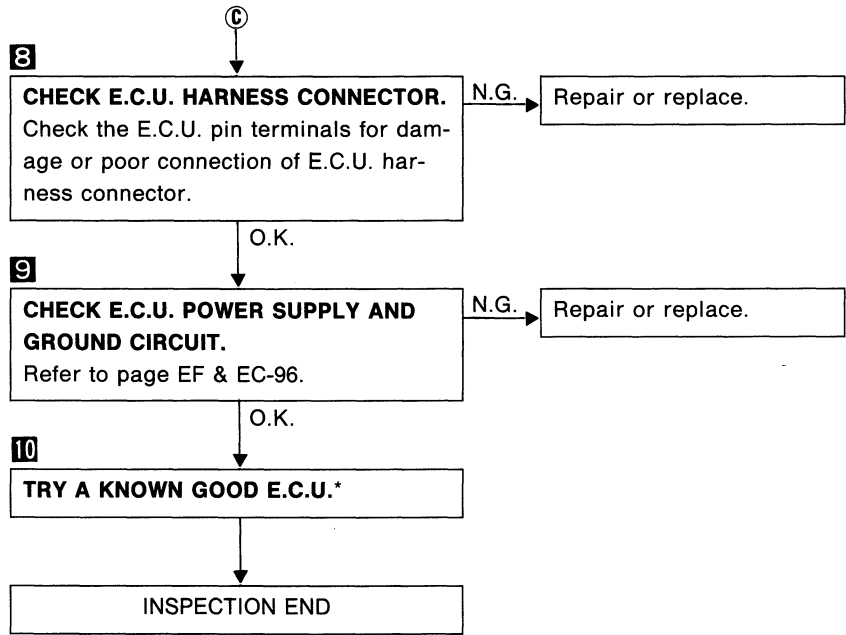 C
8
CHECK E.C.U. HARNESS CONNECTOR.
Check the E.C.U. pin terminals for dam-
age or poor connection of E.C.U. har-
ness connector.
N.G.
Repair or replace.
O.K.
9
CHECK E.C.U. POWER SUPPLY AND
GROUND CIRCUIT.
Refer to page EF & EC-96.
N.G.
Repair or replace.
O.K.
10
TRY A KNOWN GOOD E.C.U.*
INSPECTION END